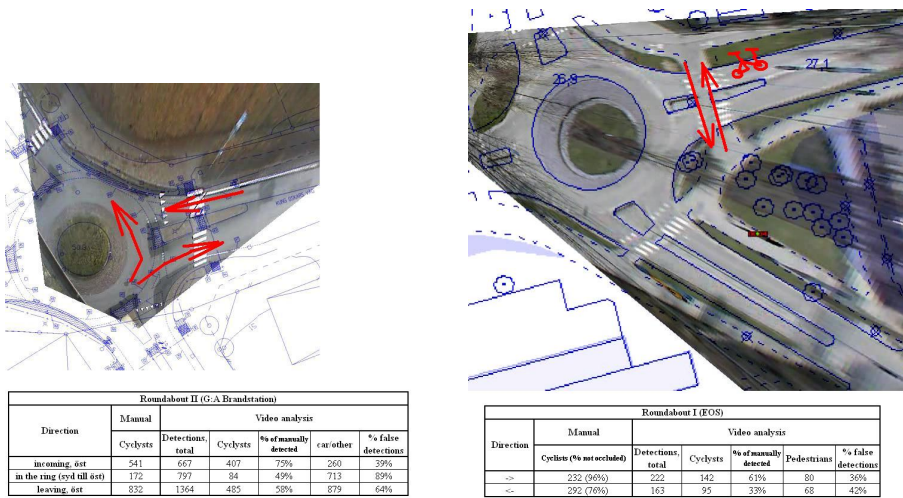 26,8
27,1
Roundabout II (G:A Brandstation)
Direction Manual Video analysis
Cyclysts Detections, total Cyclysts % of manually detected car/other % false detections
incoming, öst 541 667 407 75% 260 39%
in the ring (syd till öst) 172 797 84 49% 713 89%
leaving, öst 832 1364 485 58% 879 64%
Roundabout I (EOS)
Direction Manual Video analysis
Cyclists (% not occluded) Detections, total Cyclysts % of manually detected Pedestrians % false detections
-> 232 (96%) 222 142 61% 80 36%
<- 292 (76%) 163 95 33% 68 42%